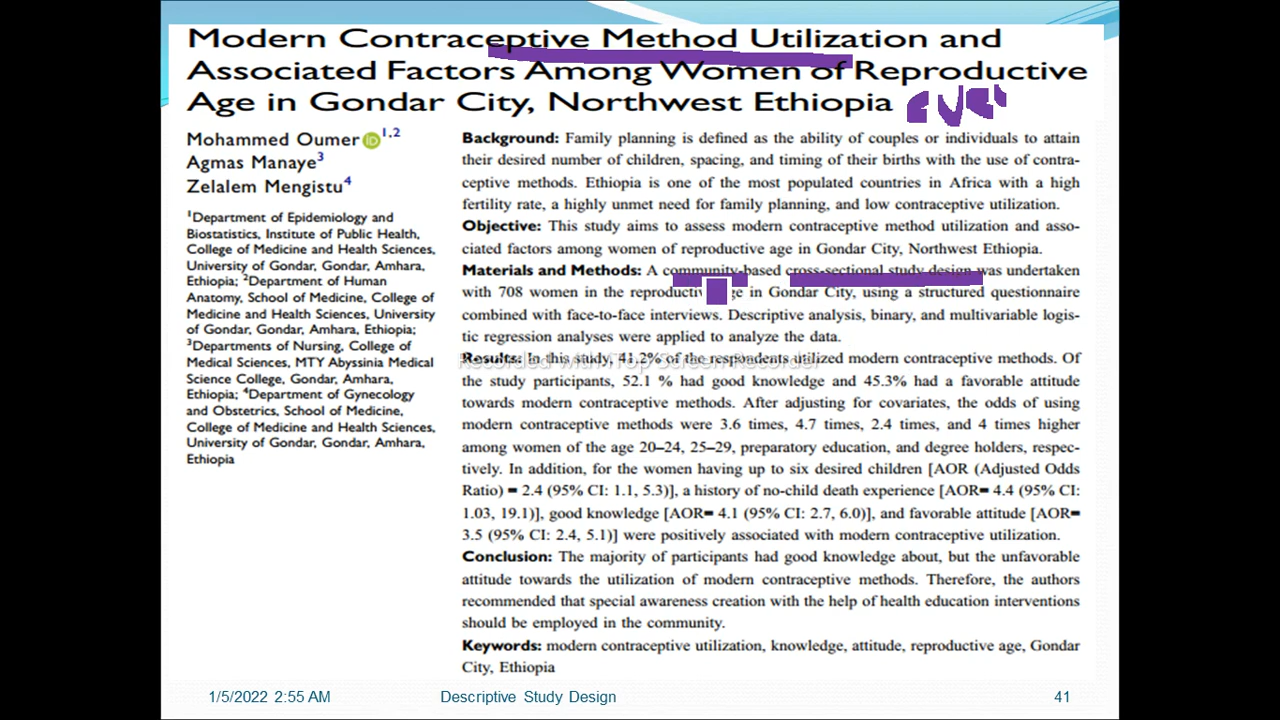 Modern Contraceptive Method Utilization and
Associated Factors Among Women of Reproductive
Age in Gondar City, Northwest Ethiopia
Mohammed Oumer iD 1,2
Agmas Manaye3
Zelalem Mengistu4
1Department of Epidemiology and
Biostatistics, Institute of Public Health,
College of Medicine and Health Sciences,
University of Gondar, Gondar, Amhara,
Ethiopia; 2Department of Human
Anatomy, School of Medicine, College of
Medicine and Health Sciences, University
of Gondar, Gondar, Amhara, Ethiopia;
3Departments of Nursing, College of
Medical Sciences, MTY Abyssinia Medical
Science College, Gondar, Amhara,
Ethiopia; 4Department of Gynecology
and Obstetrics, School of Medicine,
College of Medicine and Health Sciences,
University of Gondar, Gondar, Amhara,
Ethiopia
Background: Family planning is defined as the ability of couples or individuals to attain
their desired number of children, spacing, and timing of their births with the use of contra-
ceptive methods. Ethiopia is one of the most populated countries in Africa with a high
fertility rate, a highly unmet need for family planning, and low contraceptive utilization.
Objective: This study aims to assess modern contraceptive method utilization and asso-
ciated factors among women of reproductive age in Gondar City, Northwest Ethiopia.
Materials and Methods: A community-based cross-sectional study design was undertaken
with 708 women in the reproductive age in Gondar City, using a structured questionnaire
combined with face-to-face interviews. Descriptive analysis, binary, and multivariable logis-
tic regression analyses were applied to analyze the data.
Results: In this study, 41.2% of the respondents utilized modern contraceptive methods. Of
the study participants, 52.1 % had good knowledge and 45.3% had a favorable attitude
towards modern contraceptive methods. After adjusting for covariates, the odds of using
modern contraceptive methods were 3.6 times, 4.7 times, 2.4 times, and 4 times higher
among women of the age 20–24, 25–29, preparatory education, and degree holders, respec-
tively. In addition, for the women having up to six desired children [AOR (Adjusted Odds
Ratio) = 2.4 (95% CI: 1.1, 5.3)], a history of no-child death experience [AOR= 4.4 (95% CI:
1.03, 19.1)], good knowledge [AOR= 4.1 (95% CI: 2.7, 6.0)], and favorable attitude [AOR=
3.5 (95% CI: 2.4, 5.1)] were positively associated with modern contraceptive utilization.
Conclusion: The majority of participants had good knowledge about, but the unfavorable
attitude towards the utilization of modern contraceptive methods. Therefore, the authors
recommended that special awareness creation with the help of health education interventions
should be employed in the community.
Keywords: modern contraceptive utilization, knowledge, attitude, reproductive age, Gondar
City, Ethiopia
Recorded with iTop Screen Recorder
1/5/2022 2:55 AM
Descriptive Study Design
41